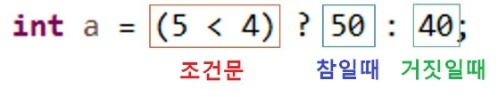 int a = (5 < 4) ? 50 : 40;
조건문 참일때 거짓일때